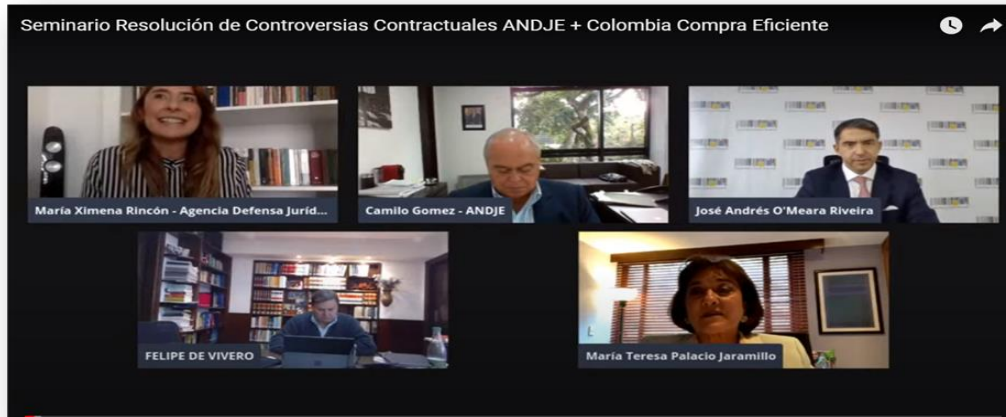 Seminario Resolución de Controversias Contractuales ANDJE + Colombia Compra Eficiente
María Ximena Rincón - Agencia Defensa Juríd...
Camilo Gomez - ANDJE
José Andrés O'Meara Riveira
FELIPE DE VIVERO
María Teresa Palacio Jaramillo